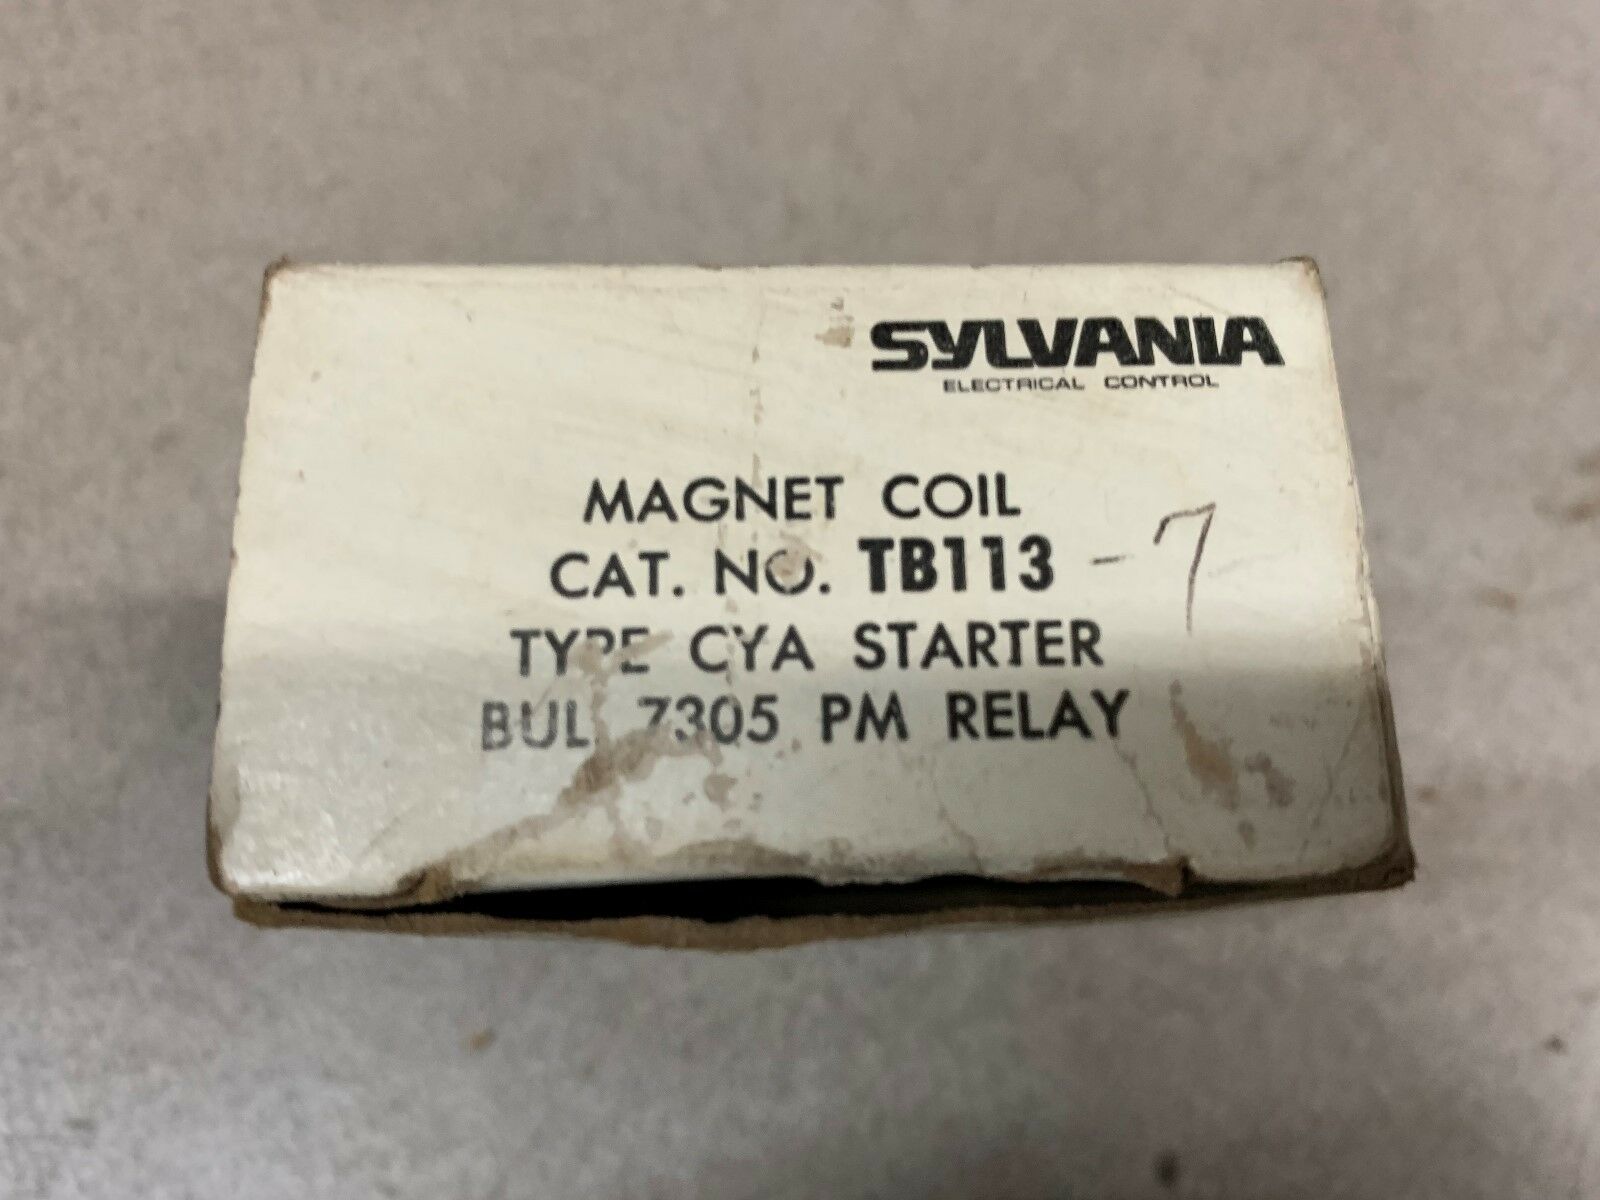 SYLVANIA
ELECTRICAL CONTROL
MAGNET COIL
CAT. NO. TB113 - 7
TYPE CYA STARTER
BUL. 7305 PM RELAY